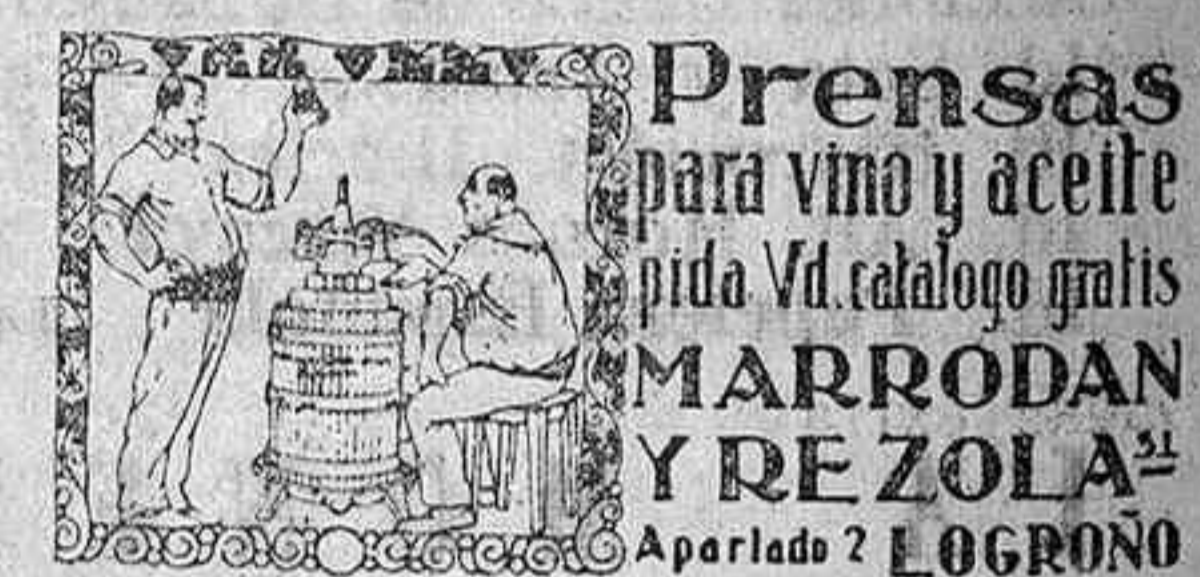 Prensas
para vino y aceite
pida Vd. catalogo gratis
MARRODAN
Y REZOLA
Apartado 2 LOGROÑO